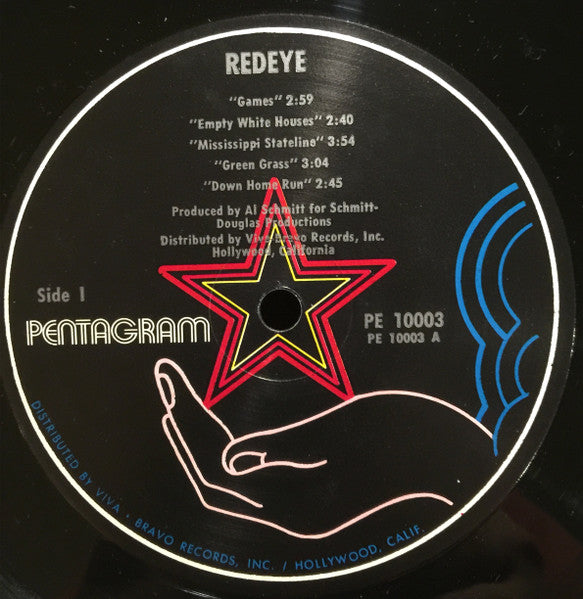 REDEYE
"Games" 2:59
"Empty White Houses" 2:40
"Mississippi Stateline" 3:54
"Green Grass" 3:04
"Down Home Run" 2:45
Produced by Al Schmitt for Schmitt-
Douglas Productions
Distributed by Viva-Bravo Records, Inc.
Hollywood, California
Side 1
PENTAGRAM
PE 10003
PE 10003 A
DISTRIBUTED BY VIVA · BRAVO RECORDS, INC. / HOLLYWOOD, CALIF.